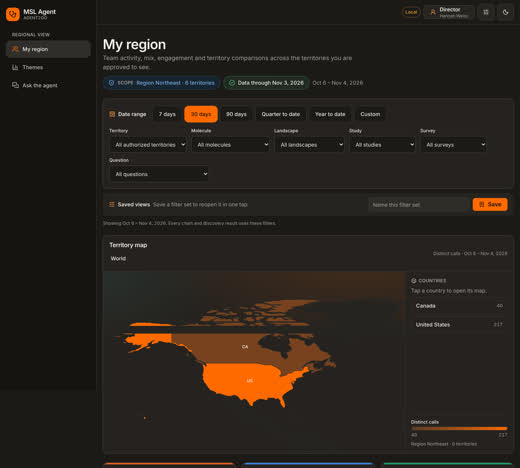 MSL Agent
AGENT2GO
Local
Director
Hannah Weiss
REGIONAL VIEW
My region
Themes
Ask the agent
My region
Team activity, mix, engagement and territory comparisons across the territories you are
approved to see.
SCOPE Region Northeast · 6 territories
Data through Nov 3, 2026
Oct 6 – Nov 4, 2026
Date range
7 days
30 days
90 days
Quarter to date
Year to date
Custom
Territory
Molecule
Landscape
Study
Survey
All authorized territories
All molecules
All landscapes
All studies
All surveys
Question
All questions
Saved views Save a filter set to reopen it in one tap.
Name this filter set
Save
Showing Oct 6 – Nov 4, 2026. Every chart and discovery result uses these filters.
Territory map
Distinct calls · Oct 6 – Nov 4, 2026
World
COUNTRIES
Tap a country to open its map.
Canada 40
United States 217
CA
US
Distinct calls
40 217
Region Northeast · 6 territories